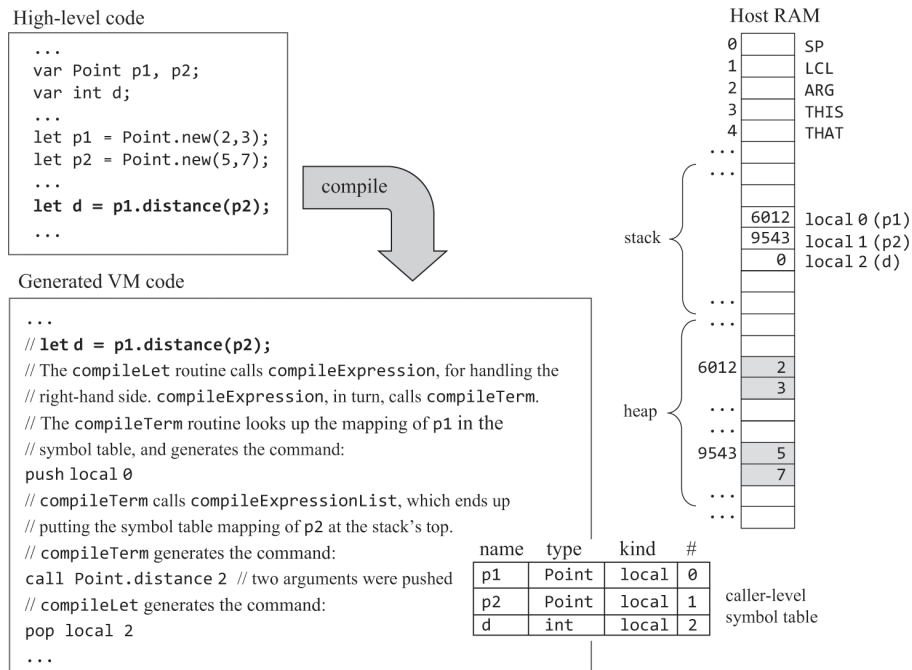 High-level code
...
var Point p1, p2;
var int d;
...
let p1 = Point.new(2,3);
let p2 = Point.new(5,7);
...
let d = p1.distance(p2);
...
compile
Generated VM code
...
// let d = p1.distance(p2);
// The compileLet routine calls compileExpression, for handling the
// right-hand side. compileExpression, in turn, calls compileTerm.
// The compileTerm routine looks up the mapping of p1 in the
// symbol table, and generates the command:
push local 0
// compileTerm calls compileExpressionList, which ends up
// putting the symbol table mapping of p2 at the stack's top.
// compileTerm generates the command:
call Point.distance 2 // two arguments were pushed
// compileLet generates the command:
pop local 2
...
Host RAM
0 SP
1 LCL
2 ARG
3 THIS
4 THAT
...
...
stack
6012 local 0 (p1)
9543 local 1 (p2)
0 local 2 (d)
...
...
heap
6012 2
3
...
...
9543 5
7
...
...
name type kind #
p1 Point local 0
p2 Point local 1
d int local 2
caller-level
symbol table